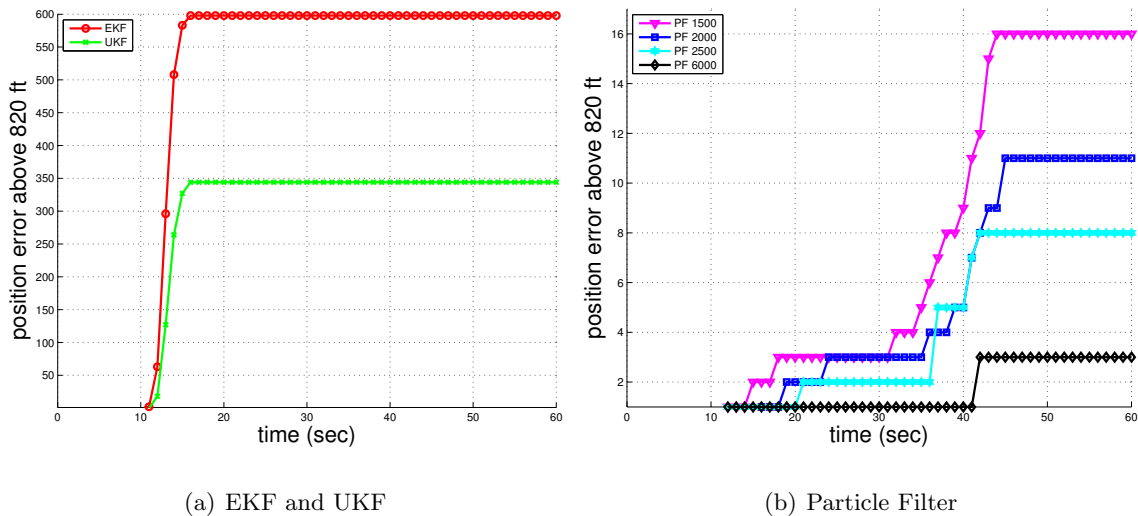 position error above 820 ft
600
550
500
450
400
350
300
250
200
150
100
50
EKF
UKF
0
10
20
30
40
50
60
time (sec)
position error above 820 ft
16
14
12
10
8
6
4
2
PF 1500
PF 2000
PF 2500
PF 6000
0
10
20
30
40
50
60
time (sec)
(a) EKF and UKF
(b) Particle Filter